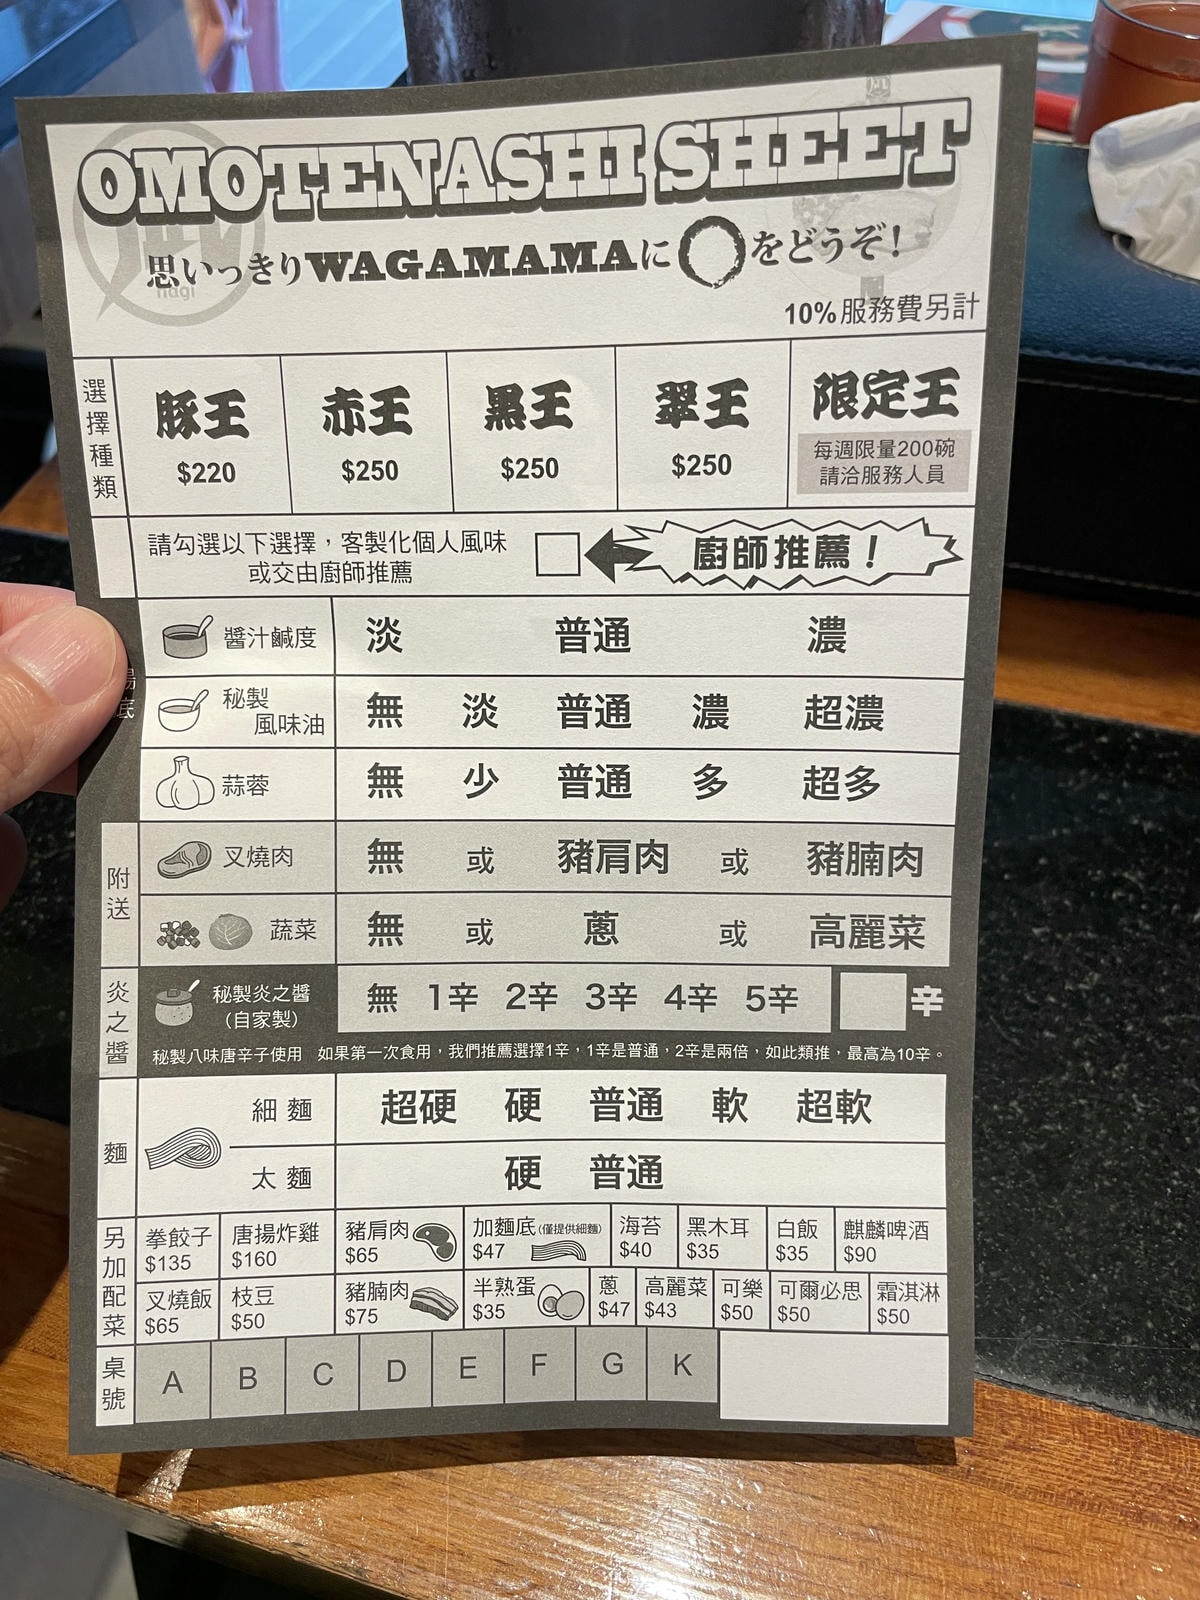 OMOTENASHI SHEET
思いっきりWAGAMAMAに〇をどうぞ!
nagi
10%服務費另計
選擇種類
豚王 赤王 黒王 翠王 限定王
$220 $250 $250 $250
每週限量200碗
請洽服務人員
請勾選以下選擇,客製化個人風味
或交由廚師推薦
廚師推薦!
湯底
醬汁鹹度 淡 普通 濃
秘製
風味油 無 淡 普通 濃 超濃
蒜蓉 無 少 普通 多 超多
附送
叉燒肉 無 或 豬肩肉 或 豬腩肉
蔬菜 無 或 蔥 或 高麗菜
炎之醬
秘製炎之醬
(自家製) 無 1辛 2辛 3辛 4辛 5辛 辛
秘製八味唐辛子使用 如果第一次食用,我們推薦選擇1辛,1辛是普通,2辛是兩倍,如此類推,最高為10辛。
麵
細麵 超硬 硬 普通 軟 超軟
太麵 硬 普通
另加配菜
拳餃子 唐揚炸雞 豬肩肉 加麵底(僅提供細麵) 海苔 黑木耳 白飯 麒麟啤酒
$135 $160 $65 $47 $40 $35 $35 $90
叉燒飯 枝豆 豬腩肉 半熟蛋 蔥 高麗菜 可樂 可爾必思 霜淇淋
$65 $50 $75 $35 $47 $43 $50 $50 $50
桌號
A B C D E F G K